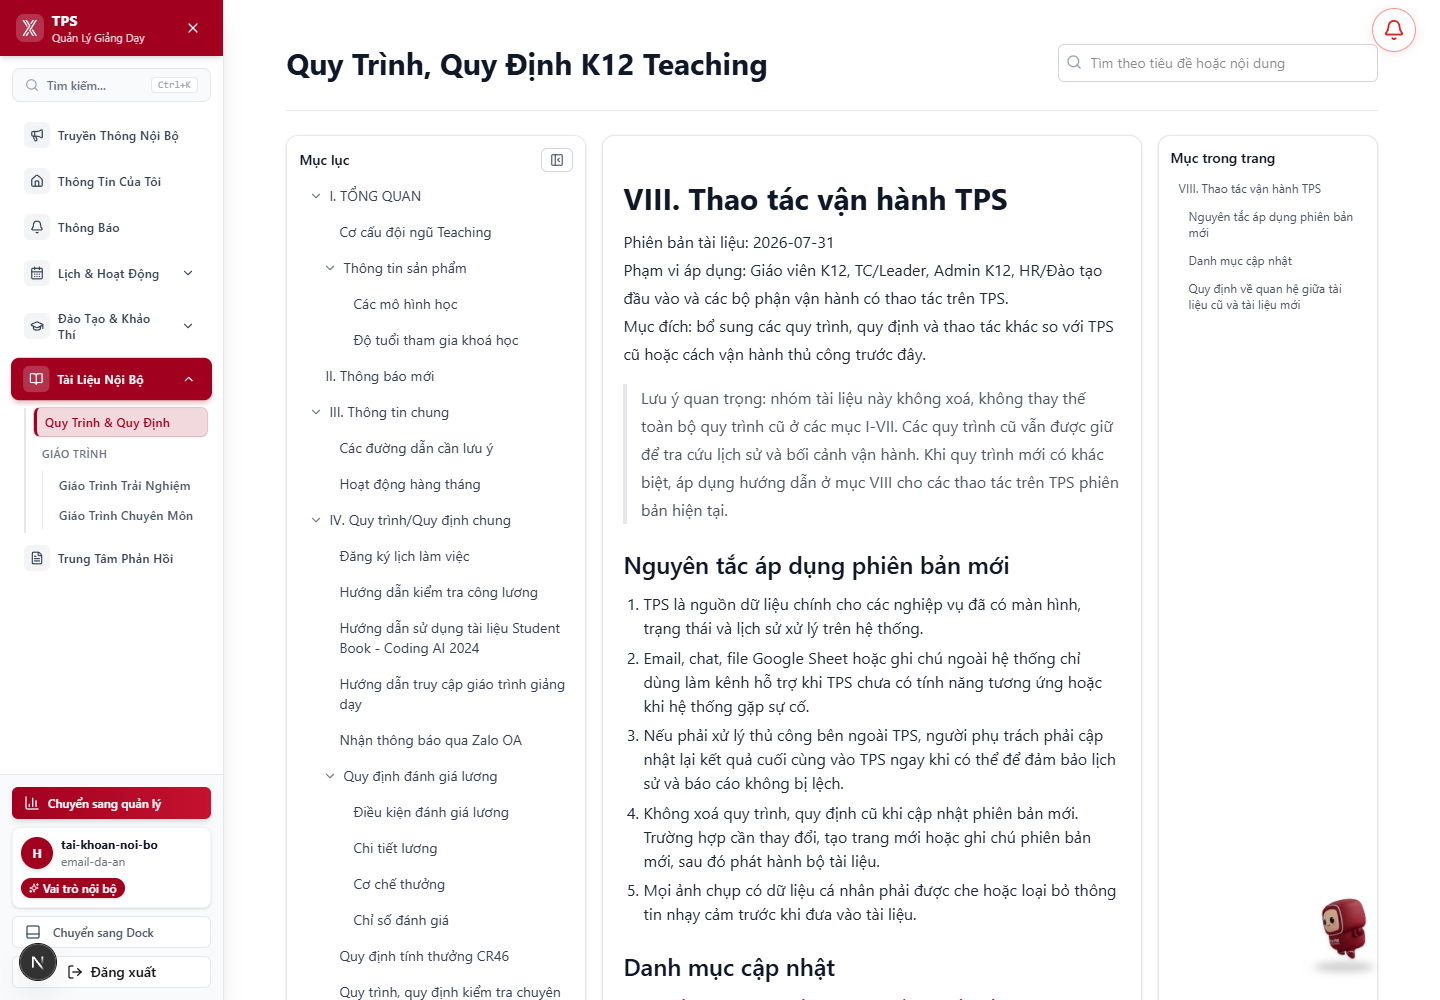 TPS
Quản Lý Giảng Dạy
Tìm kiếm...
Ctrl+K
Truyền Thông Nội Bộ
Thông Tin Của Tôi
Thông Báo
Lịch & Hoạt Động
Đào Tạo & Khảo
Thí
Tài Liệu Nội Bộ
Quy Trình & Quy Định
GIÁO TRÌNH
Giáo Trình Trải Nghiệm
Giáo Trình Chuyên Môn
Trung Tâm Phản Hồi
Chuyển sang quản lý
H
tai-khoan-noi-bo
email-da-an
Vai trò nội bộ
Chuyển sang Dock
N
Đăng xuất
Quy Trình, Quy Định K12 Teaching
Tìm theo tiêu đề hoặc nội dung
Mục lục
I. TỔNG QUAN
Cơ cấu đội ngũ Teaching
Thông tin sản phẩm
Các mô hình học
Độ tuổi tham gia khoá học
II. Thông báo mới
III. Thông tin chung
Các đường dẫn cần lưu ý
Hoạt động hàng tháng
IV. Quy trình/Quy định chung
Đăng ký lịch làm việc
Hướng dẫn kiểm tra công lương
Hướng dẫn sử dụng tài liệu Student
Book - Coding AI 2024
Hướng dẫn truy cập giáo trình giảng
dạy
Nhận thông báo qua Zalo OA
Quy định đánh giá lương
Điều kiện đánh giá lương
Chi tiết lương
Cơ chế thưởng
Chỉ số đánh giá
Quy định tính thưởng CR46
Quy trình, quy định kiểm tra chuyên
VIII. Thao tác vận hành TPS
Phiên bản tài liệu: 2026-07-31
Phạm vi áp dụng: Giáo viên K12, TC/Leader, Admin K12, HR/Đào tạo
đầu vào và các bộ phận vận hành có thao tác trên TPS.
Mục đích: bổ sung các quy trình, quy định và thao tác khác so với TPS
cũ hoặc cách vận hành thủ công trước đây.
Lưu ý quan trọng: nhóm tài liệu này không xoá, không thay thế
toàn bộ quy trình cũ ở các mục I-VII. Các quy trình cũ vẫn được giữ
để tra cứu lịch sử và bối cảnh vận hành. Khi quy trình mới có khác
biệt, áp dụng hướng dẫn ở mục VIII cho các thao tác trên TPS phiên
bản hiện tại.
Nguyên tắc áp dụng phiên bản mới
1. TPS là nguồn dữ liệu chính cho các nghiệp vụ đã có màn hình,
trạng thái và lịch sử xử lý trên hệ thống.
2. Email, chat, file Google Sheet hoặc ghi chú ngoài hệ thống chỉ
dùng làm kênh hỗ trợ khi TPS chưa có tính năng tương ứng hoặc
khi hệ thống gặp sự cố.
3. Nếu phải xử lý thủ công bên ngoài TPS, người phụ trách phải cập
nhật lại kết quả cuối cùng vào TPS ngay khi có thể để đảm bảo lịch
sử và báo cáo không bị lệch.
4. Không xoá quy trình, quy định cũ khi cập nhật phiên bản mới.
Trường hợp cần thay đổi, tạo trang mới hoặc ghi chú phiên bản
mới, sau đó phát hành bộ tài liệu.
5. Mọi ảnh chụp có dữ liệu cá nhân phải được che hoặc loại bỏ thông
tin nhạy cảm trước khi đưa vào tài liệu.
Danh mục cập nhật
Mục trong trang
VIII. Thao tác vận hành TPS
Nguyên tắc áp dụng phiên bản
mới
Danh mục cập nhật
Quy định về quan hệ giữa tài
liệu cũ và tài liệu mới